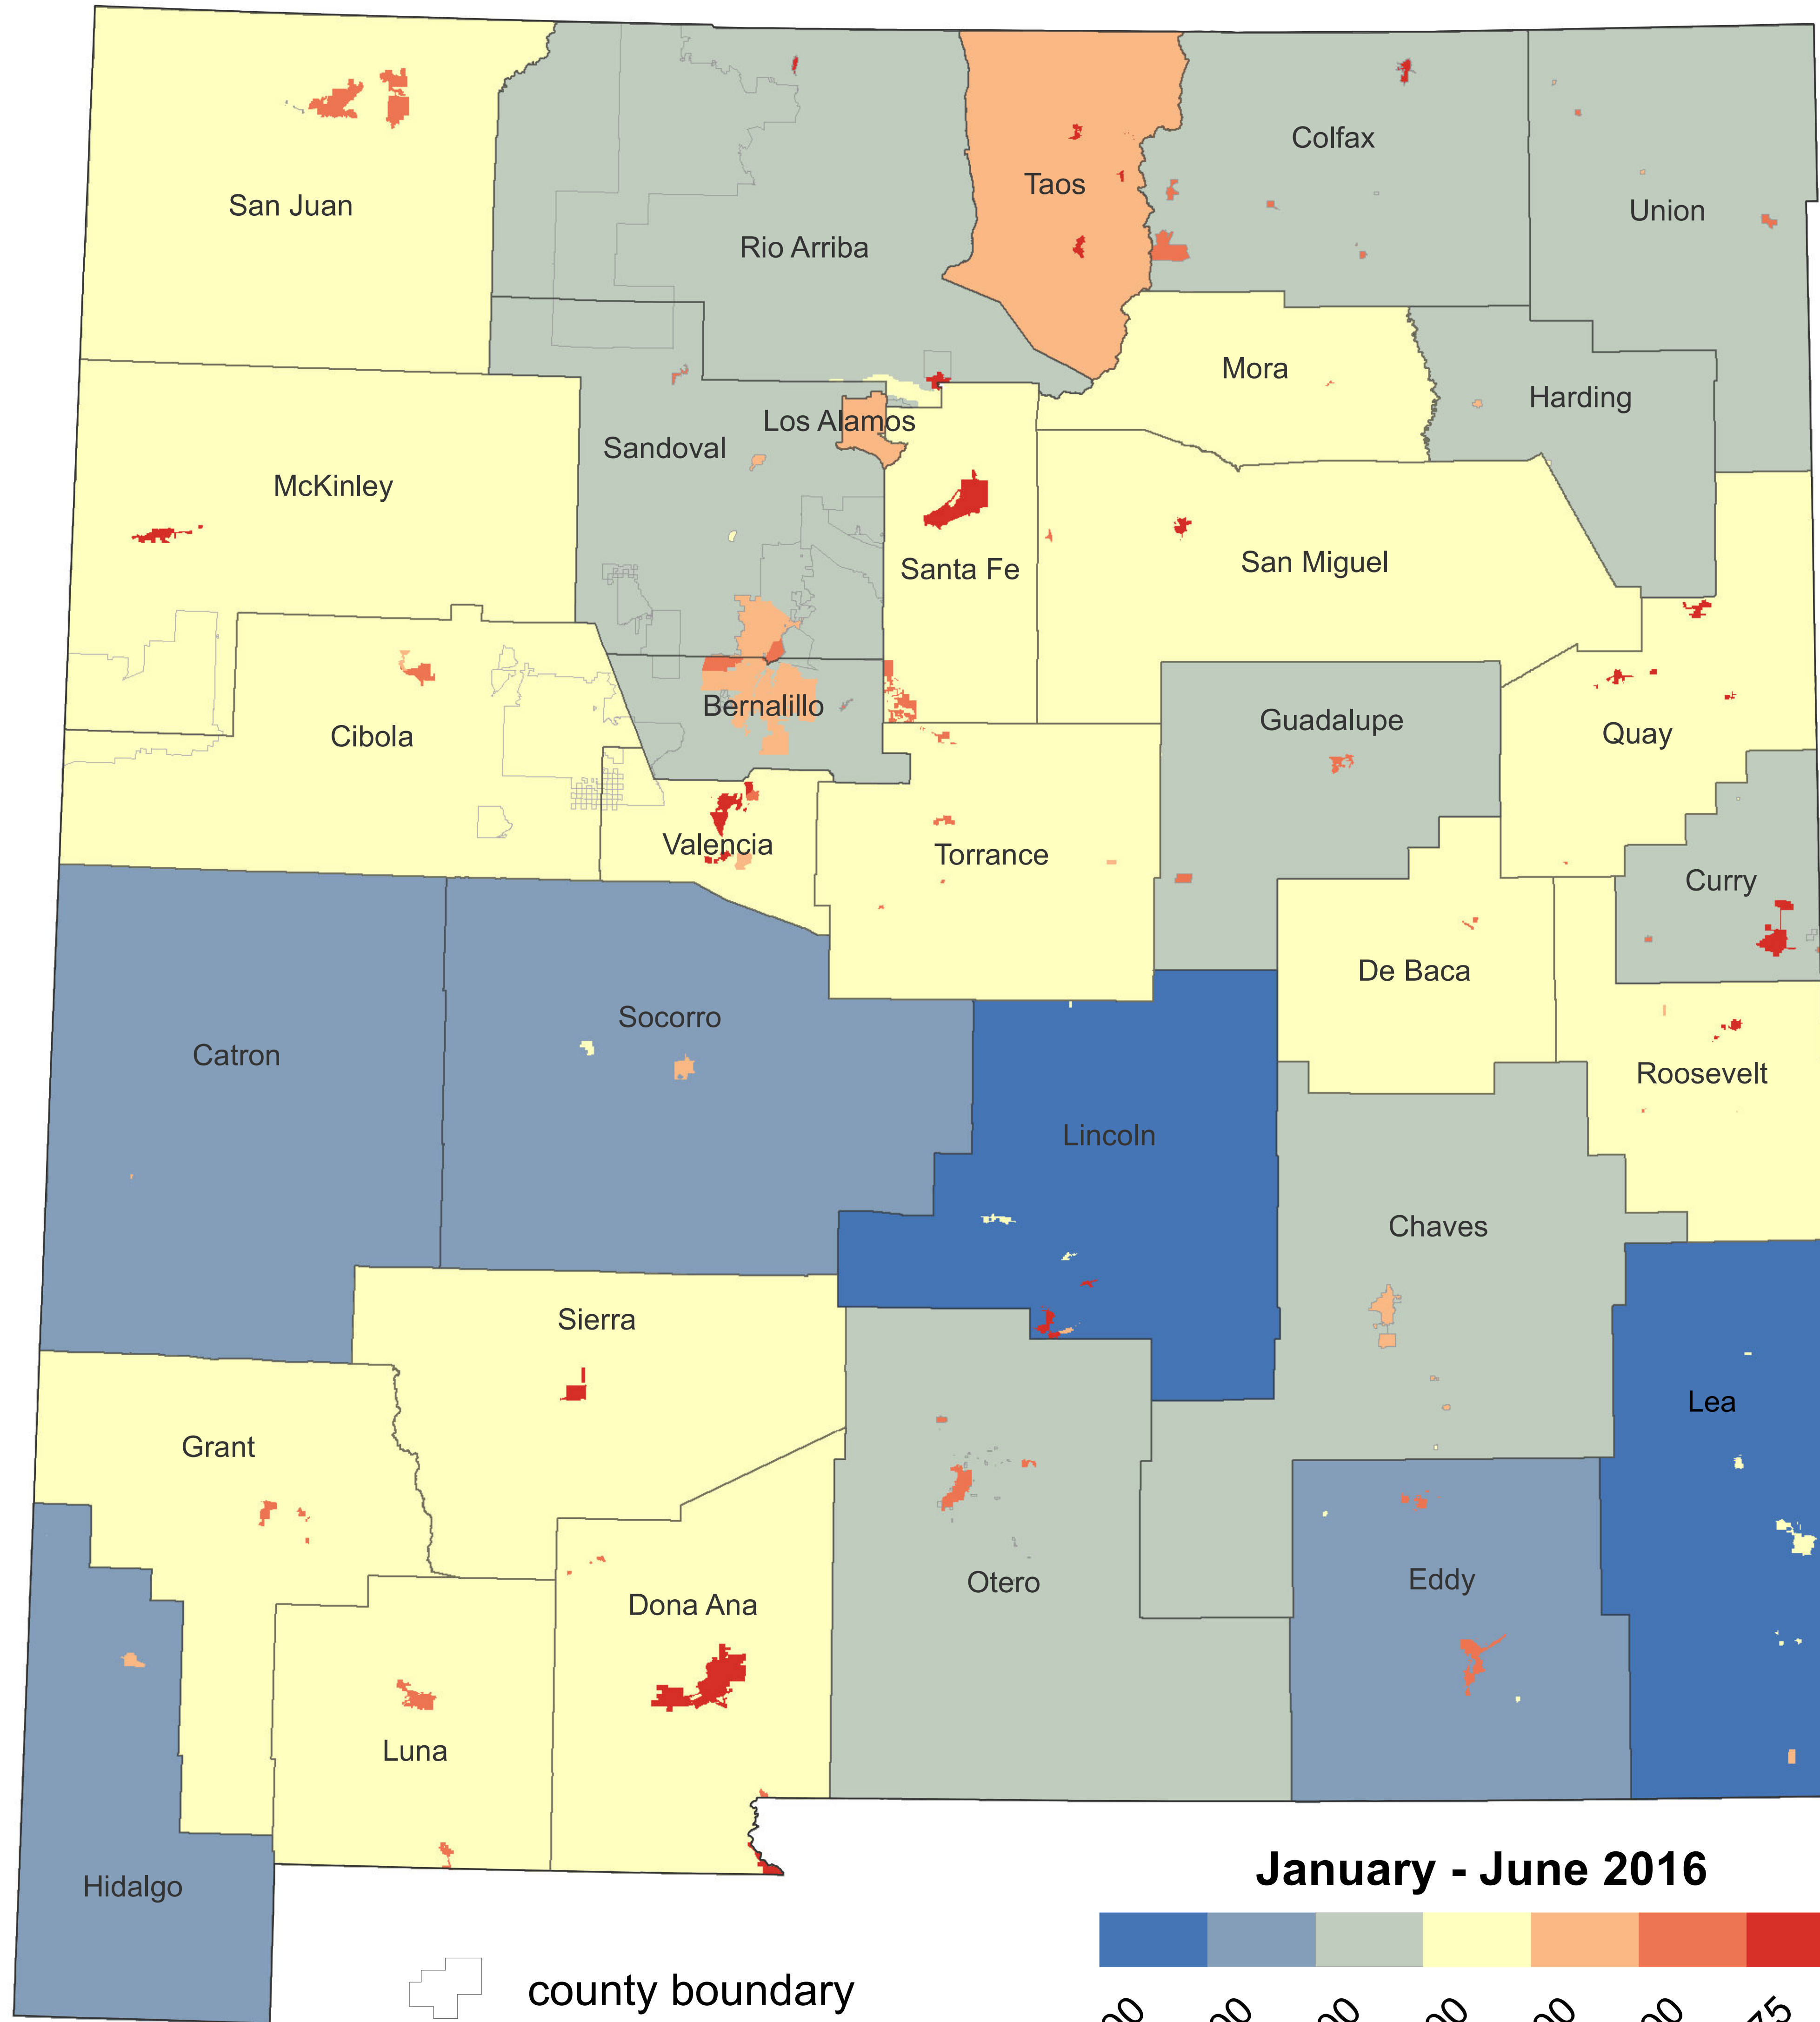 San Juan
Rio Arriba
Taos
Colfax
Union
Mora
Harding
Los Alamos
Sandoval
McKinley
Santa Fe
San Miguel
Bernalillo
Cibola
Guadalupe
Quay
Valencia
Torrance
Curry
De Baca
Socorro
Catron
Roosevelt
Lincoln
Chaves
Sierra
Lea
Grant
Otero
Eddy
Dona Ana
Luna
Hidalgo
January - June 2016
county boundary